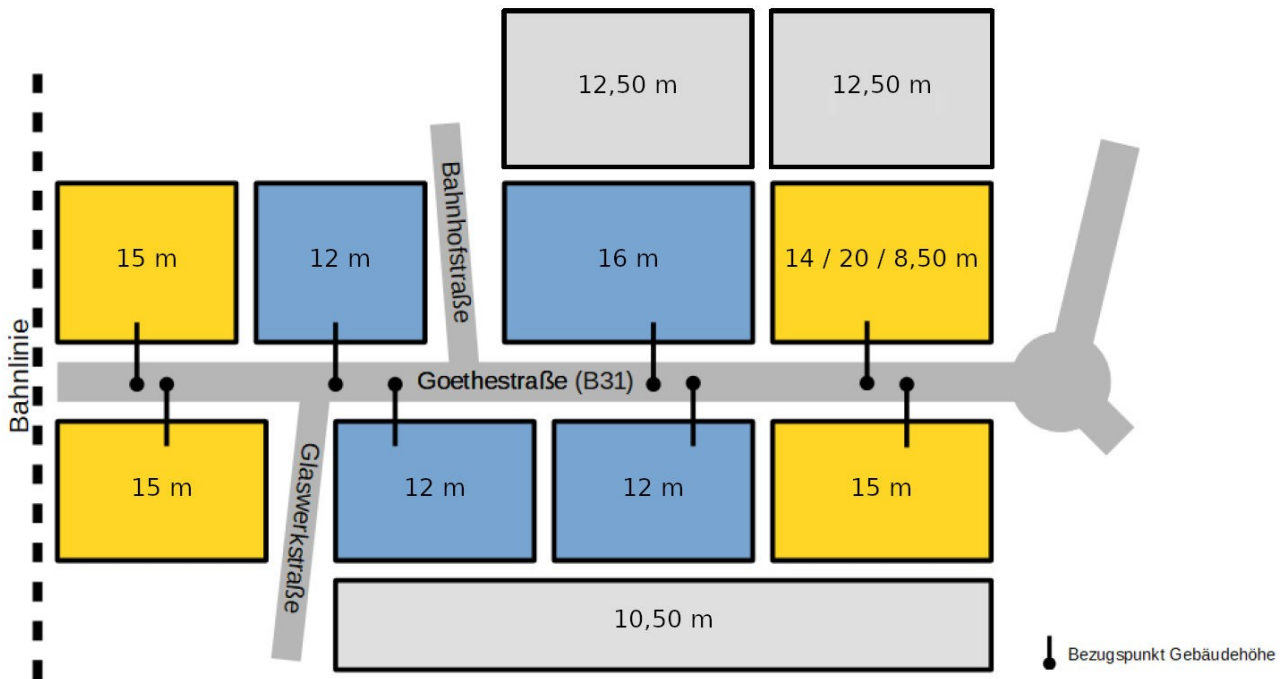 12,50 m
12,50 m
Bahnhofstraße
15 m
12 m
16 m
14 / 20 / 8,50 m
Bahnlinie
Goethestraße (B31)
Glaswerkstraße
15 m
12 m
12 m
15 m
10,50 m
Bezugspunkt Gebäudehöhe